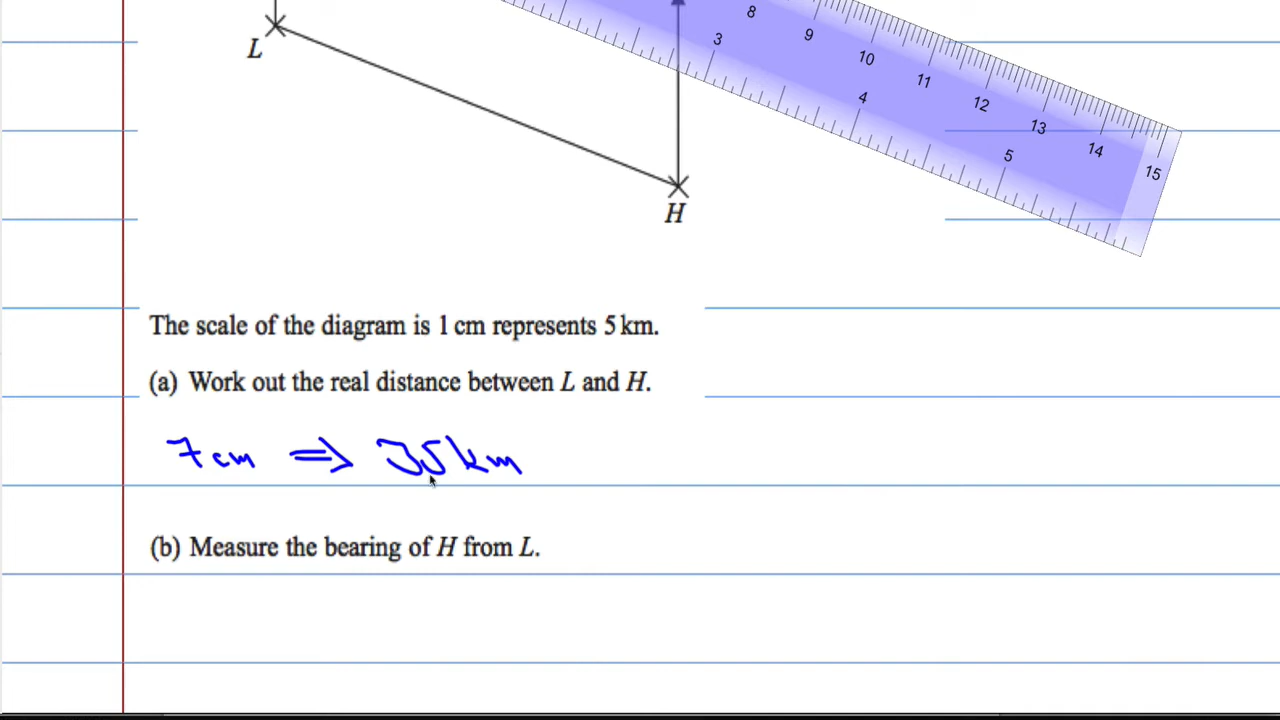 L
8
9
10
11
12
13
14
15
3
4
5
H
The scale of the diagram is 1 cm represents 5 km.
(a) Work out the real distance between L and H.
7cm ⇒ 35km
(b) Measure the bearing of H from L.